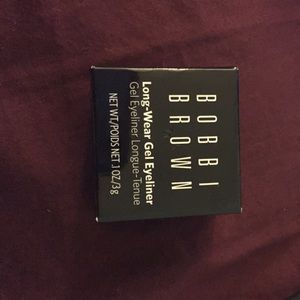 BOBBI
BROWN
Long-Wear Gel Eyeliner
Gel Eyeliner Longue-Tenue
NET WT./POIDS NET .1 OZ/3g